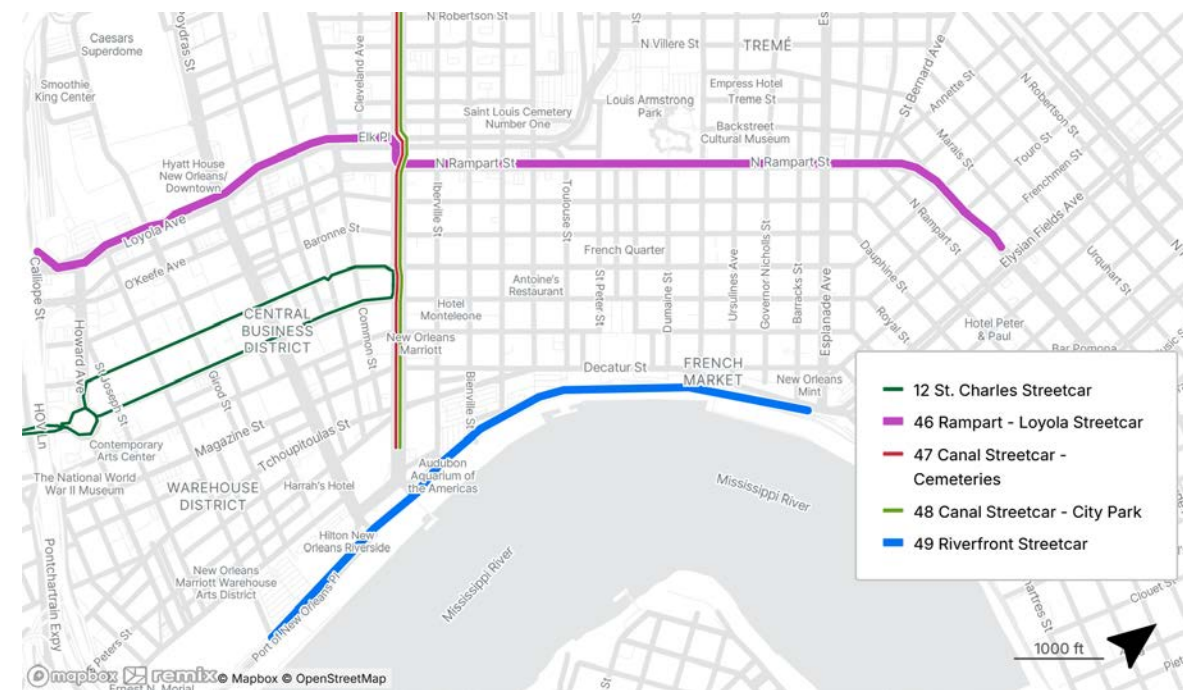 N Robertson St
Caesars
Superdome
Poydras St
Cleveland Ave
N Villere St
TREMÉ
St Bernard Ave
Smoothie
King Center
Empress Hotel
Treme St
Annette St
N Robertson St
Saint Louis Cemetery
Number One
Louis Armstrong
Park
Backstreet
Cultural Museum
Marais St
Touro St
Elk Pl
N Rampart St
N Rampart St
Frenchmen St
Hyatt House
New Orleans/
Downtown
Iberville St
Toulouse St
N Rampart St
Elysian Fields Ave
Loyola Ave
Baronne St
French Quarter
Ursulines Ave
Governor Nicholls St
Dauphine St
Urquhart St
Calliope St
O'Keefe Ave
Antoine's
Restaurant
St Peter St
Dumaine St
Barracks St
Esplanade Ave
CENTRAL
BUSINESS
DISTRICT
Common St
Hotel
Monteleone
Royal St
Hotel Peter
& Paul
Howard Ave
New Orleans
Marriott
Bar Pomona
St Joseph St
Girod St
Bienville St
Decatur St
FRENCH
MARKET
New Orleans
Mint
12 St. Charles Streetcar
46 Rampart - Loyola Streetcar
47 Canal Streetcar -
Cemeteries
48 Canal Streetcar - City Park
49 Riverfront Streetcar
HOV Ln
Magazine St
Tchoupitoulas St
Contemporary
Arts Center
The National World
War II Museum
WAREHOUSE
DISTRICT
Harrah's Hotel
Audubon
Aquarium of
the Americas
Mississippi River
Hilton New
Orleans Riverside
Mississippi River
Pontchartrain Expy
New Orleans
Marriott Warehouse
Arts District
Port of New Orleans Pl
S Peters St
Clouet St
1000 ft
mapbox remix © Mapbox © OpenStreetMap